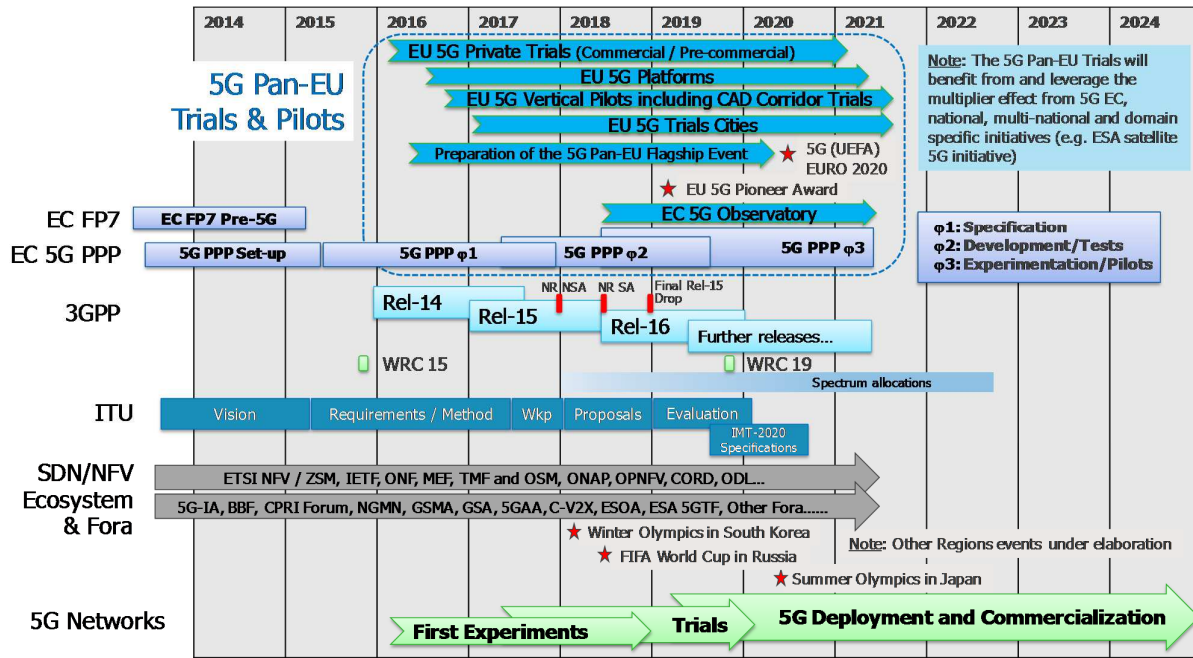 2014 2015 2016 2017 2018 2019 2020 2021 2022 2023 2024
5G Pan-EU
Trials & Pilots
EU 5G Private Trials (Commercial / Pre-commercial)
EU 5G Platforms
EU 5G Vertical Pilots including CAD Corridor Trials
EU 5G Trials Cities
Preparation of the 5G Pan-EU Flagship Event
5G (UEFA)
EURO 2020
EU 5G Pioneer Award
EC 5G Observatory
Note: The 5G Pan-EU Trials will
benefit from and leverage the
multiplier effect from 5G EC,
national, multi-national and domain
specific initiatives (e.g. ESA satellite
5G initiative)
EC FP7
EC FP7 Pre-5G
EC 5G PPP
5G PPP Set-up
5G PPP φ1
5G PPP φ2
5G PPP φ3
φ1: Specification
φ2: Development/Tests
φ3: Experimentation/Pilots
3GPP
Rel-14
Rel-15
Rel-16
Further releases...
NR NSA
NR SA
Final Rel-15
Drop
WRC 15
WRC 19
Spectrum allocations
ITU
Vision
Requirements / Method
Wkp
Proposals
Evaluation
IMT-2020
Specifications
SDN/NFV
Ecosystem
& Fora
ETSI NFV / ZSM, IETF, ONF, MEF, TMF and OSM, ONAP, OPNFV, CORD, ODL...
5G-IA, BBF, CPRI Forum, NGMN, GSMA, GSA, 5GAA, C-V2X, ESOA, ESA 5GTF, Other Fora......
Winter Olympics in South Korea
FIFA World Cup in Russia
Summer Olympics in Japan
Note: Other Regions events under elaboration
5G Networks
First Experiments
Trials
5G Deployment and Commercialization